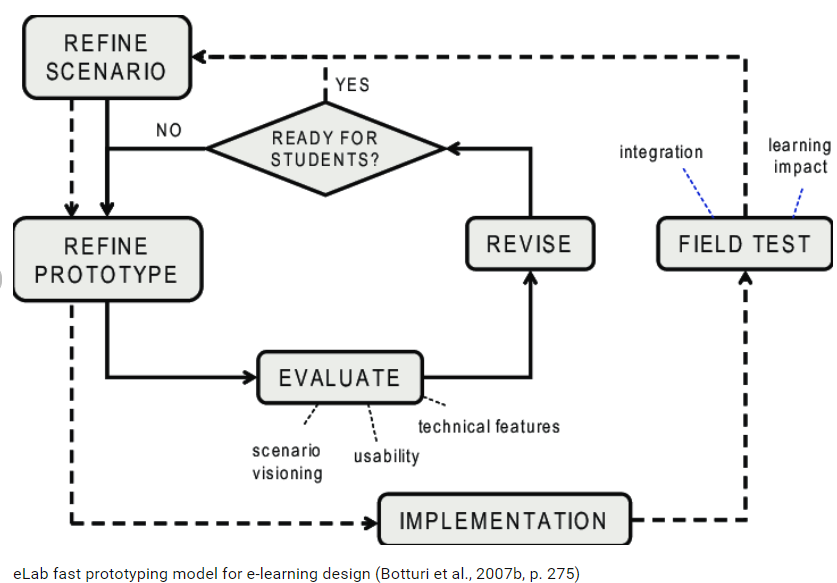 REFINE
SCENARIO
YES
NO
READY FOR
STUDENTS?
integration
learning
impact
REFINE
PROTOTYPE
REVISE
FIELD TEST
EVALUATE
technical features
scenario
visioning
usability
IMPLEMENTATION
eLab fast prototyping model for e-learning design (Botturi et al., 2007b, p. 275)